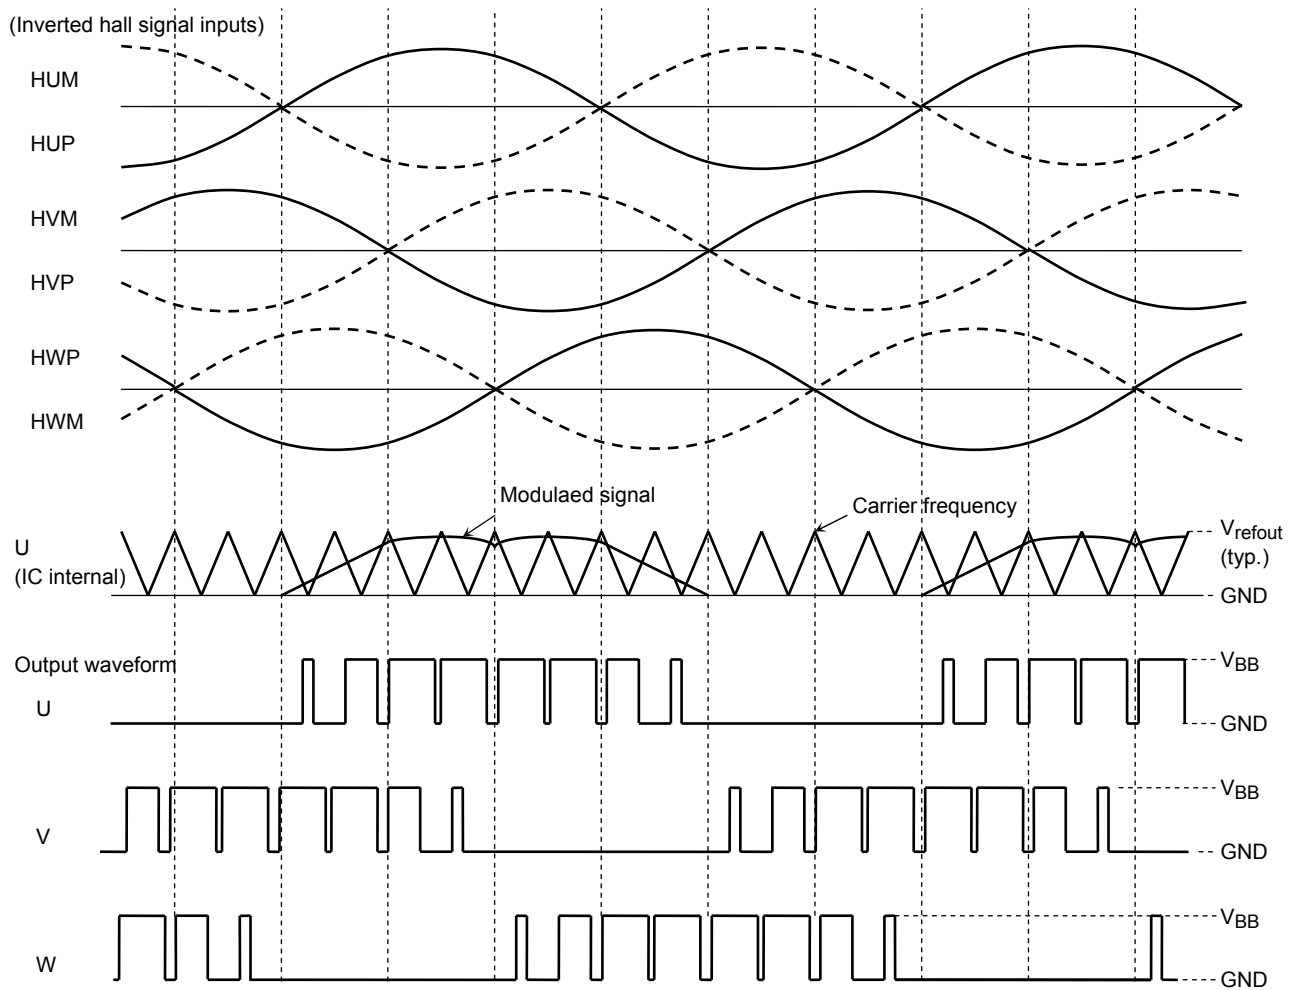 (Inverted hall signal inputs)
HUM
HUP
HVM
HVP
HWP
HWM
Modulaed signal
Carrier frequency
U
(IC internal)
Vrefout
(typ.)
GND
Output waveform
U
VBB
GND
V
VBB
GND
W
VBB
GND